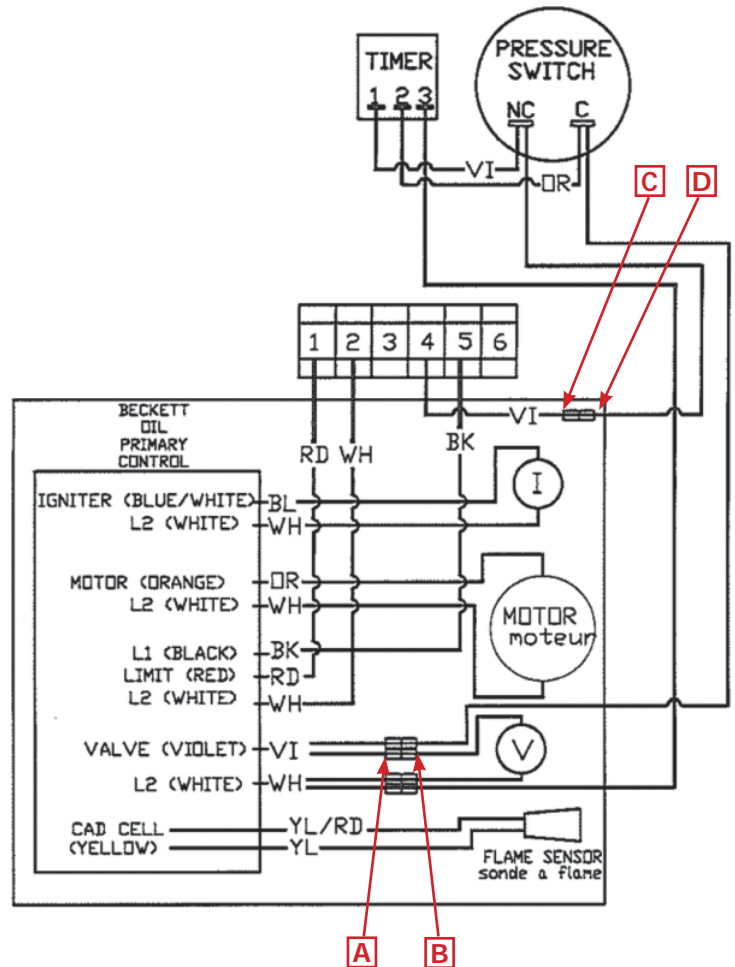 TIMER
1 2 3
PRESSURE
SWITCH
NC C
VI
OR
C D
1 2 3 4 5 6
VI
BK
RD WH
BECKETT
OIL
PRIMARY
CONTROL
IGNITER (BLUE/WHITE) BL
I
L2 (WHITE) WH
MOTOR (ORANGE) OR
L2 (WHITE) WH
MOTOR
moteur
L1 (BLACK) BK
LIMIT (RED) RD
L2 (WHITE) WH
VALVE (VIOLET) VI
V
L2 (WHITE) WH
CAD CELL YL/RD
(YELLOW) YL
FLAME SENSOR
sonde a flame
A B